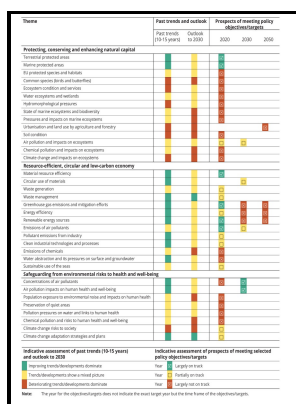 Theme Past trends and outlook Prospects of meeting policy objectives/targets
Past trends (10-15 years) Outlook to 2030 2020 2030 2050
Protecting, conserving and enhancing natural capital
Terrestrial protected areas
Marine protected areas
EU protected species and habitats
Common species (birds and butterflies)
Ecosystem condition and services
Water ecosystems and wetlands
Hydromorphological pressures
State of marine ecosystems and biodiversity
Pressures and impacts on marine ecosystems
Urbanisation and land use by agriculture and forestry
Soil condition
Air pollution and impacts on ecosystems
Chemical pollution and impacts on ecosystems
Climate change and impacts on ecosystems
Resource-efficient, circular and low-carbon economy
Material resource efficiency
Circular use of materials
Waste generation
Waste management
Greenhouse gas emissions and mitigation efforts
Energy efficiency
Renewable energy sources
Emissions of air pollutants
Pollutant emissions from industry
Clean industrial technologies and processes
Emissions of chemicals
Water abstraction and its pressures on surface and groundwater
Sustainable use of the seas
Safeguarding from environmental risks to health and well-being
Concentrations of air pollutants
Air pollution impacts on human health and well-being
Population exposure to environmental noise and impacts on human health
Preservation of quiet areas
Pollution pressures on water and links to human health
Chemical pollution and risks to human health and well-being
Climate change risks to society
Climate change adaptation strategies and plans
Indicative assessment of past trends (10-15 years) and outlook to 2030
Indicative assessment of prospects of meeting selected policy objectives/targets
Improving trends/developments dominate Year Largely on track
Trends/developments show a mixed picture Year Partially on track
Deteriorating trends/developments dominate Year Largely not on track
Note: The year for the objectives/targets does not indicate the exact target year but the time frame of the objectives/targets.